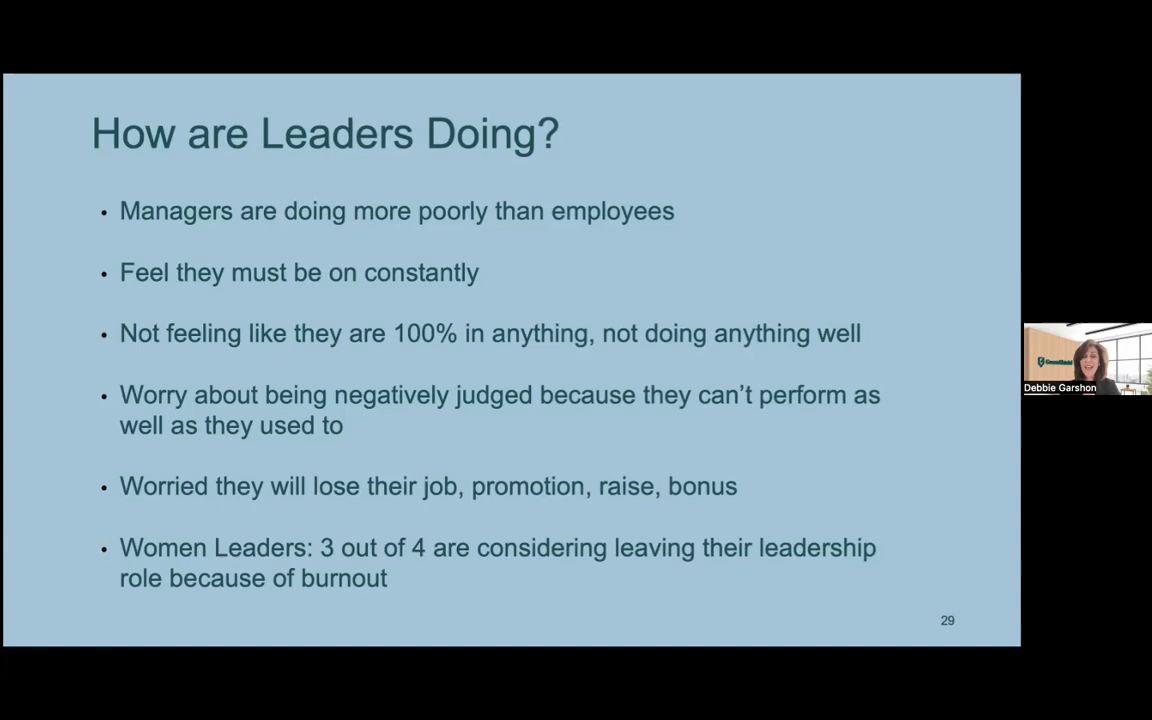 How are Leaders Doing?
• Managers are doing more poorly than employees
• Feel they must be on constantly
• Not feeling like they are 100% in anything, not doing anything well
• Worry about being negatively judged because they can’t perform as
well as they used to
• Worried they will lose their job, promotion, raise, bonus
• Women Leaders: 3 out of 4 are considering leaving their leadership
role because of burnout
29
GreenShield
Debbie Garshon